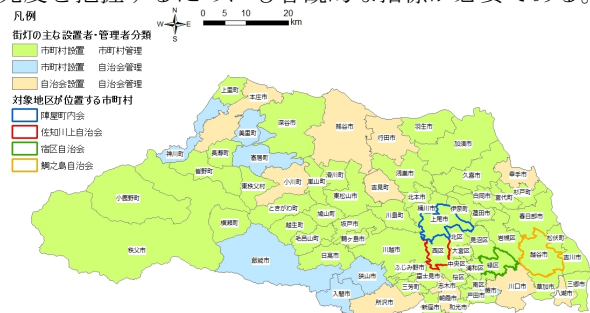 凡例
街灯の主な設置者・管理者分類
市町村設置 市町村管理
市町村設置 自治会管理
自治会設置 自治会管理
対象地区が位置する市町村
陣屋町内会
佐知川上自治会
宿区自治会
鯛之島自治会
N
W
E
S
0 5 10 20
km
上里町
本庄市
神川町
美里町
深谷市
熊谷市
行田市
羽生市
加須市
長瀞町
寄居町
皆野町
東秩父村
小川町
嵐山町
滑川町
吉見町
鴻巣市
久喜市
幸手市
杉戸町
小鹿野町
ときがわ町
東松山市
北本市
白岡市
宮代町
桶川市
伊奈町
上尾市
蓮田市
春日部市
横瀬町
越生町
鳩山町
坂戸市
川島町
毛呂山町
鶴ヶ島市
秩父市
日高市
川越市
北区
西区
大宮区
見沼区
岩槻区
越谷市
松伏町
吉川市
飯能市
狭山市
ふじみ野市
富士見市
中央区
浦和区
緑区
桜区
南区
入間市
所沢市
三芳町
志木市
朝霞市
新座市
和光市
戸田市
蕨市
川口市
草加市
八潮市
三郷市